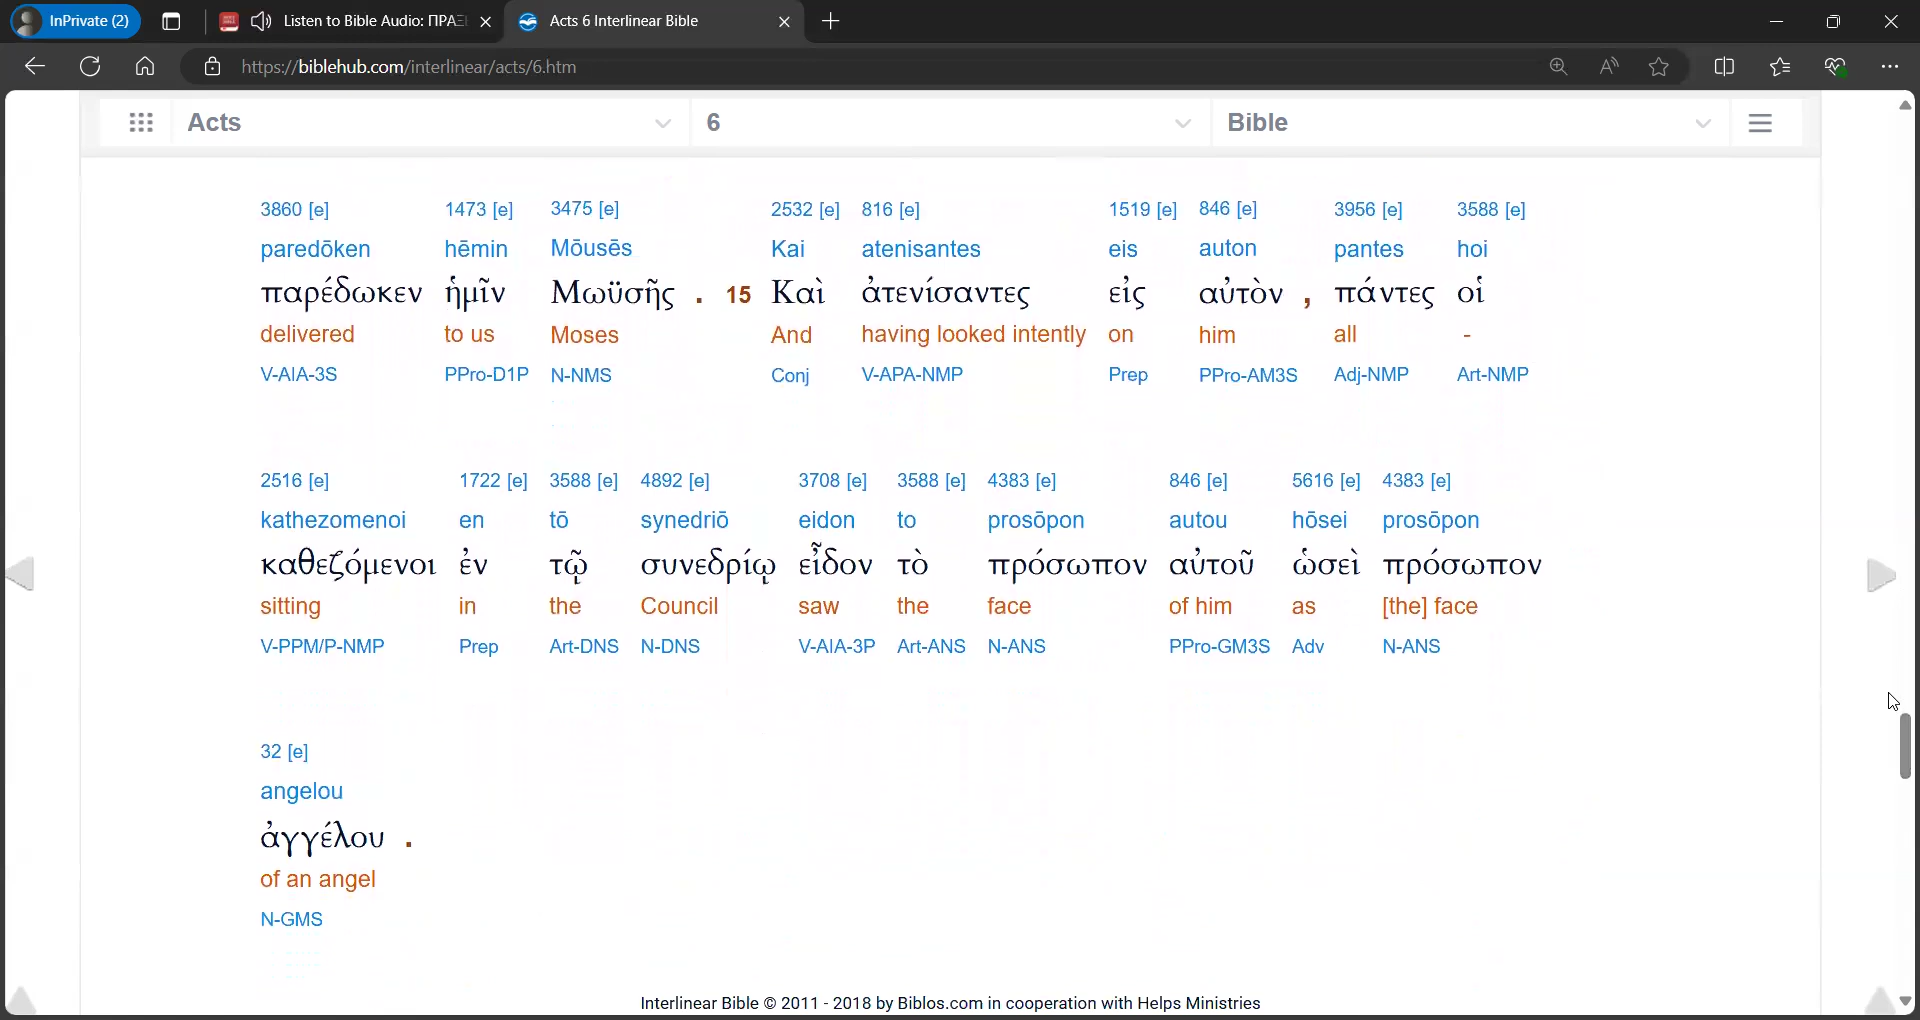 InPrivate (2) Listen to Bible Audio: ΠΡΑΞ Acts 6 Interlinear Bible
https://biblehub.com/interlinear/acts/6.htm
Acts 6 Bible
3860 [e] 1473 [e] 3475 [e] 2532 [e] 816 [e] 1519 [e] 846 [e] 3956 [e] 3588 [e]
paredōken hēmin Mōusēs Kai atenisantes eis auton pantes hoi
παρέδωκεν ἡμῖν Μωϋσῆς . 15 Καὶ ἀτενίσαντες εἰς αὐτὸν , πάντες οἱ
delivered to us Moses And having looked intently on him all -
V-AIA-3S PPro-D1P N-NMS Conj V-APA-NMP Prep PPro-AM3S Adj-NMP Art-NMP
2516 [e] 1722 [e] 3588 [e] 4892 [e] 3708 [e] 3588 [e] 4383 [e] 846 [e] 5616 [e] 4383 [e]
kathezomenoi en tō synedriō eidon to prosōpon autou hōsei prosōpon
καθεζόμενοι ἐν τῷ συνεδρίῳ εἶδον τὸ πρόσωπον αὐτοῦ ὡσεὶ πρόσωπον
sitting in the Council saw the face of him as [the] face
V-PPM/P-NMP Prep Art-DNS N-DNS V-AIA-3P Art-ANS N-ANS PPro-GM3S Adv N-ANS
32 [e]
angelou
ἀγγέλου .
of an angel
N-GMS
Interlinear Bible © 2011 - 2018 by Biblos.com in cooperation with Helps Ministries